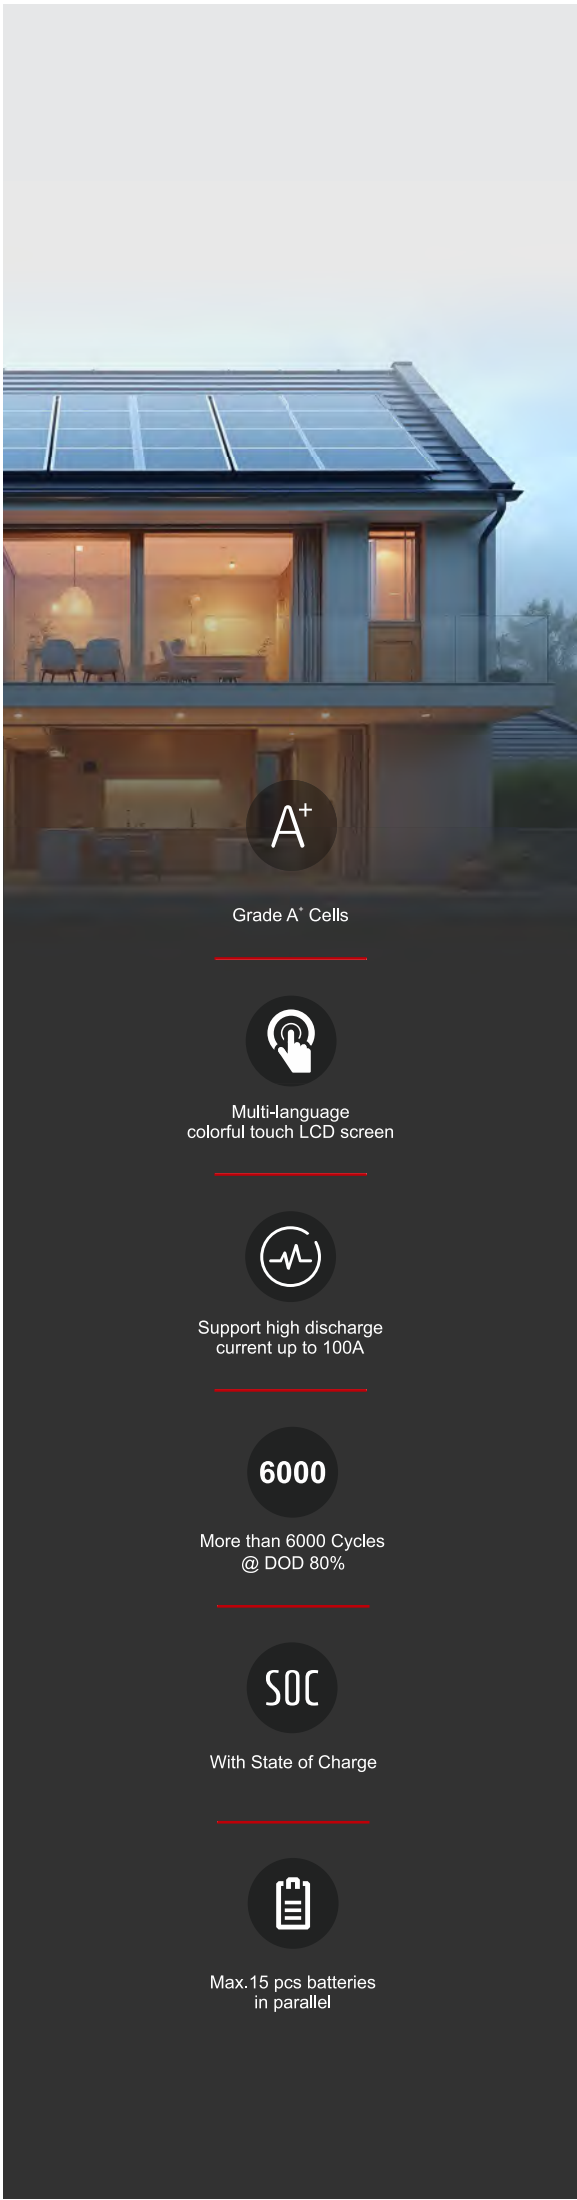 A⁺
Grade A⁺ Cells
Multi-language
colorful touch LCD screen
Support high discharge
current up to 100A
6000
More than 6000 Cycles
@ DOD 80%
SOC
With State of Charge
Max.15 pcs batteries
in parallel